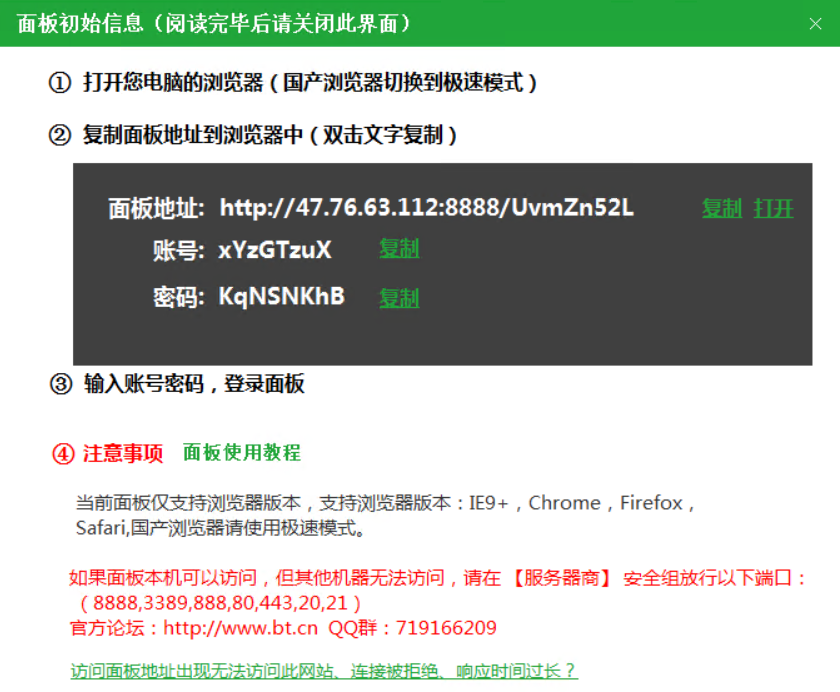 面板初始信息（阅读完毕后请关闭此界面）
① 打开您电脑的浏览器（国产浏览器切换到极速模式）
② 复制面板地址到浏览器中（双击文字复制）
面板地址: http://47.76.63.112:8888/UvmZn52L 复制 打开
账号: xYzGTzuX 复制
密码: KqNSNKhB 复制
③ 输入账号密码，登录面板
④ 注意事项 面板使用教程
当前面板仅支持浏览器版本，支持浏览器版本：IE9+，Chrome，Firefox，
Safari,国产浏览器请使用极速模式。
如果面板本机可以访问，但其他机器无法访问，请在 【服务器商】 安全组放行以下端口：
（8888,3389,888,80,443,20,21）
官方论坛：http://www.bt.cn QQ群：719166209
访问面板地址出现无法访问此网站、连接被拒绝、响应时间过长？